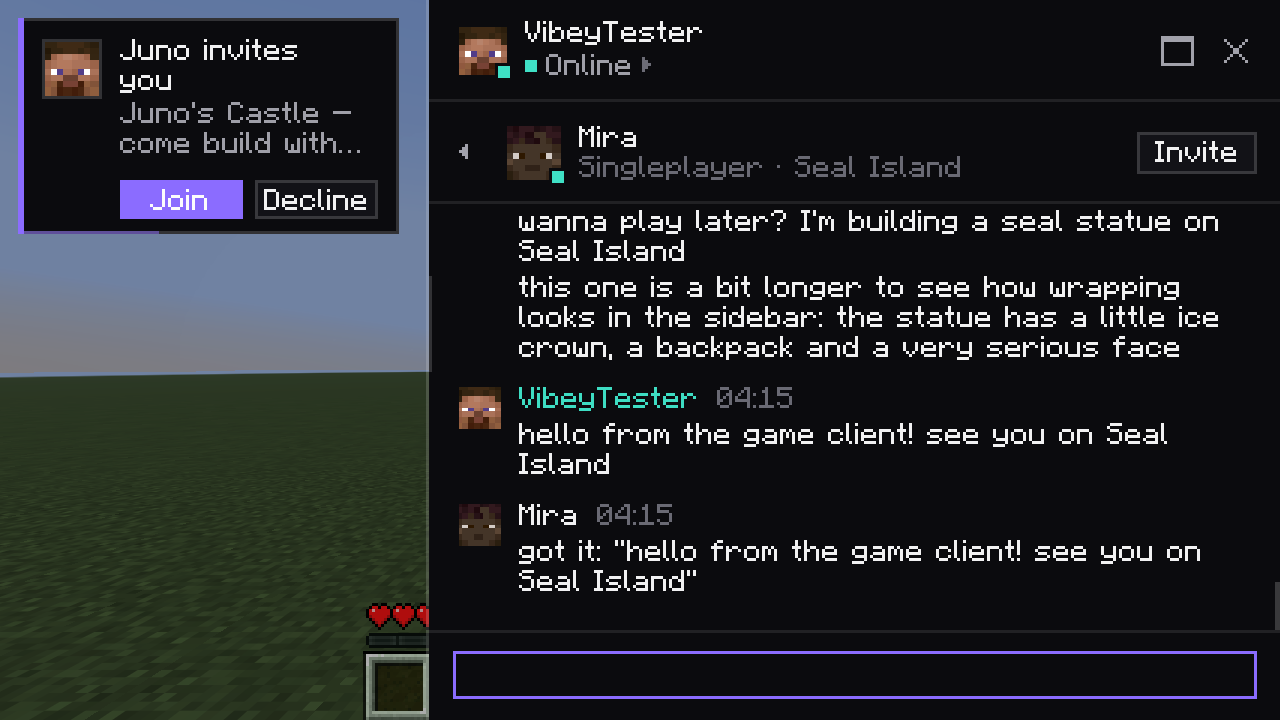 Juno invites
you
Juno's Castle –
come build with...
Join
Decline
VibeyTester
Online
Mira
Singleplayer · Seal Island
Invite
wanna play later? I'm building a seal statue on
Seal Island
this one is a bit longer to see how wrapping
looks in the sidebar: the statue has a little ice
crown, a backpack and a very serious face
VibeyTester 04:15
hello from the game client! see you on Seal
Island
Mira 04:15
got it: "hello from the game client! see you on
Seal Island"